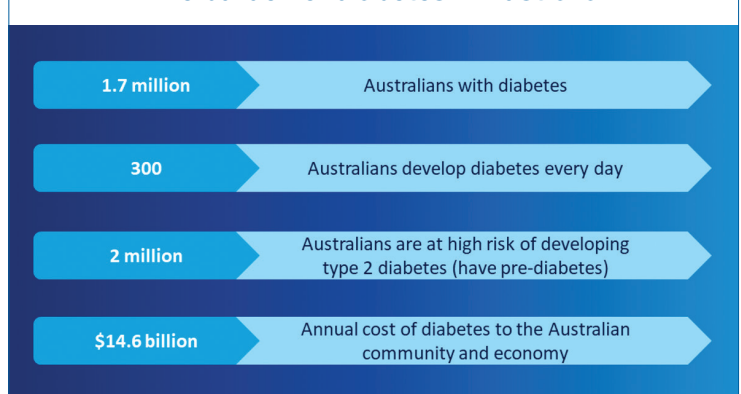 1.7 million
Australians with diabetes
300
Australians develop diabetes every day
2 million
Australians are at high risk of developing
type 2 diabetes (have pre-diabetes)
$14.6 billion
Annual cost of diabetes to the Australian
community and economy